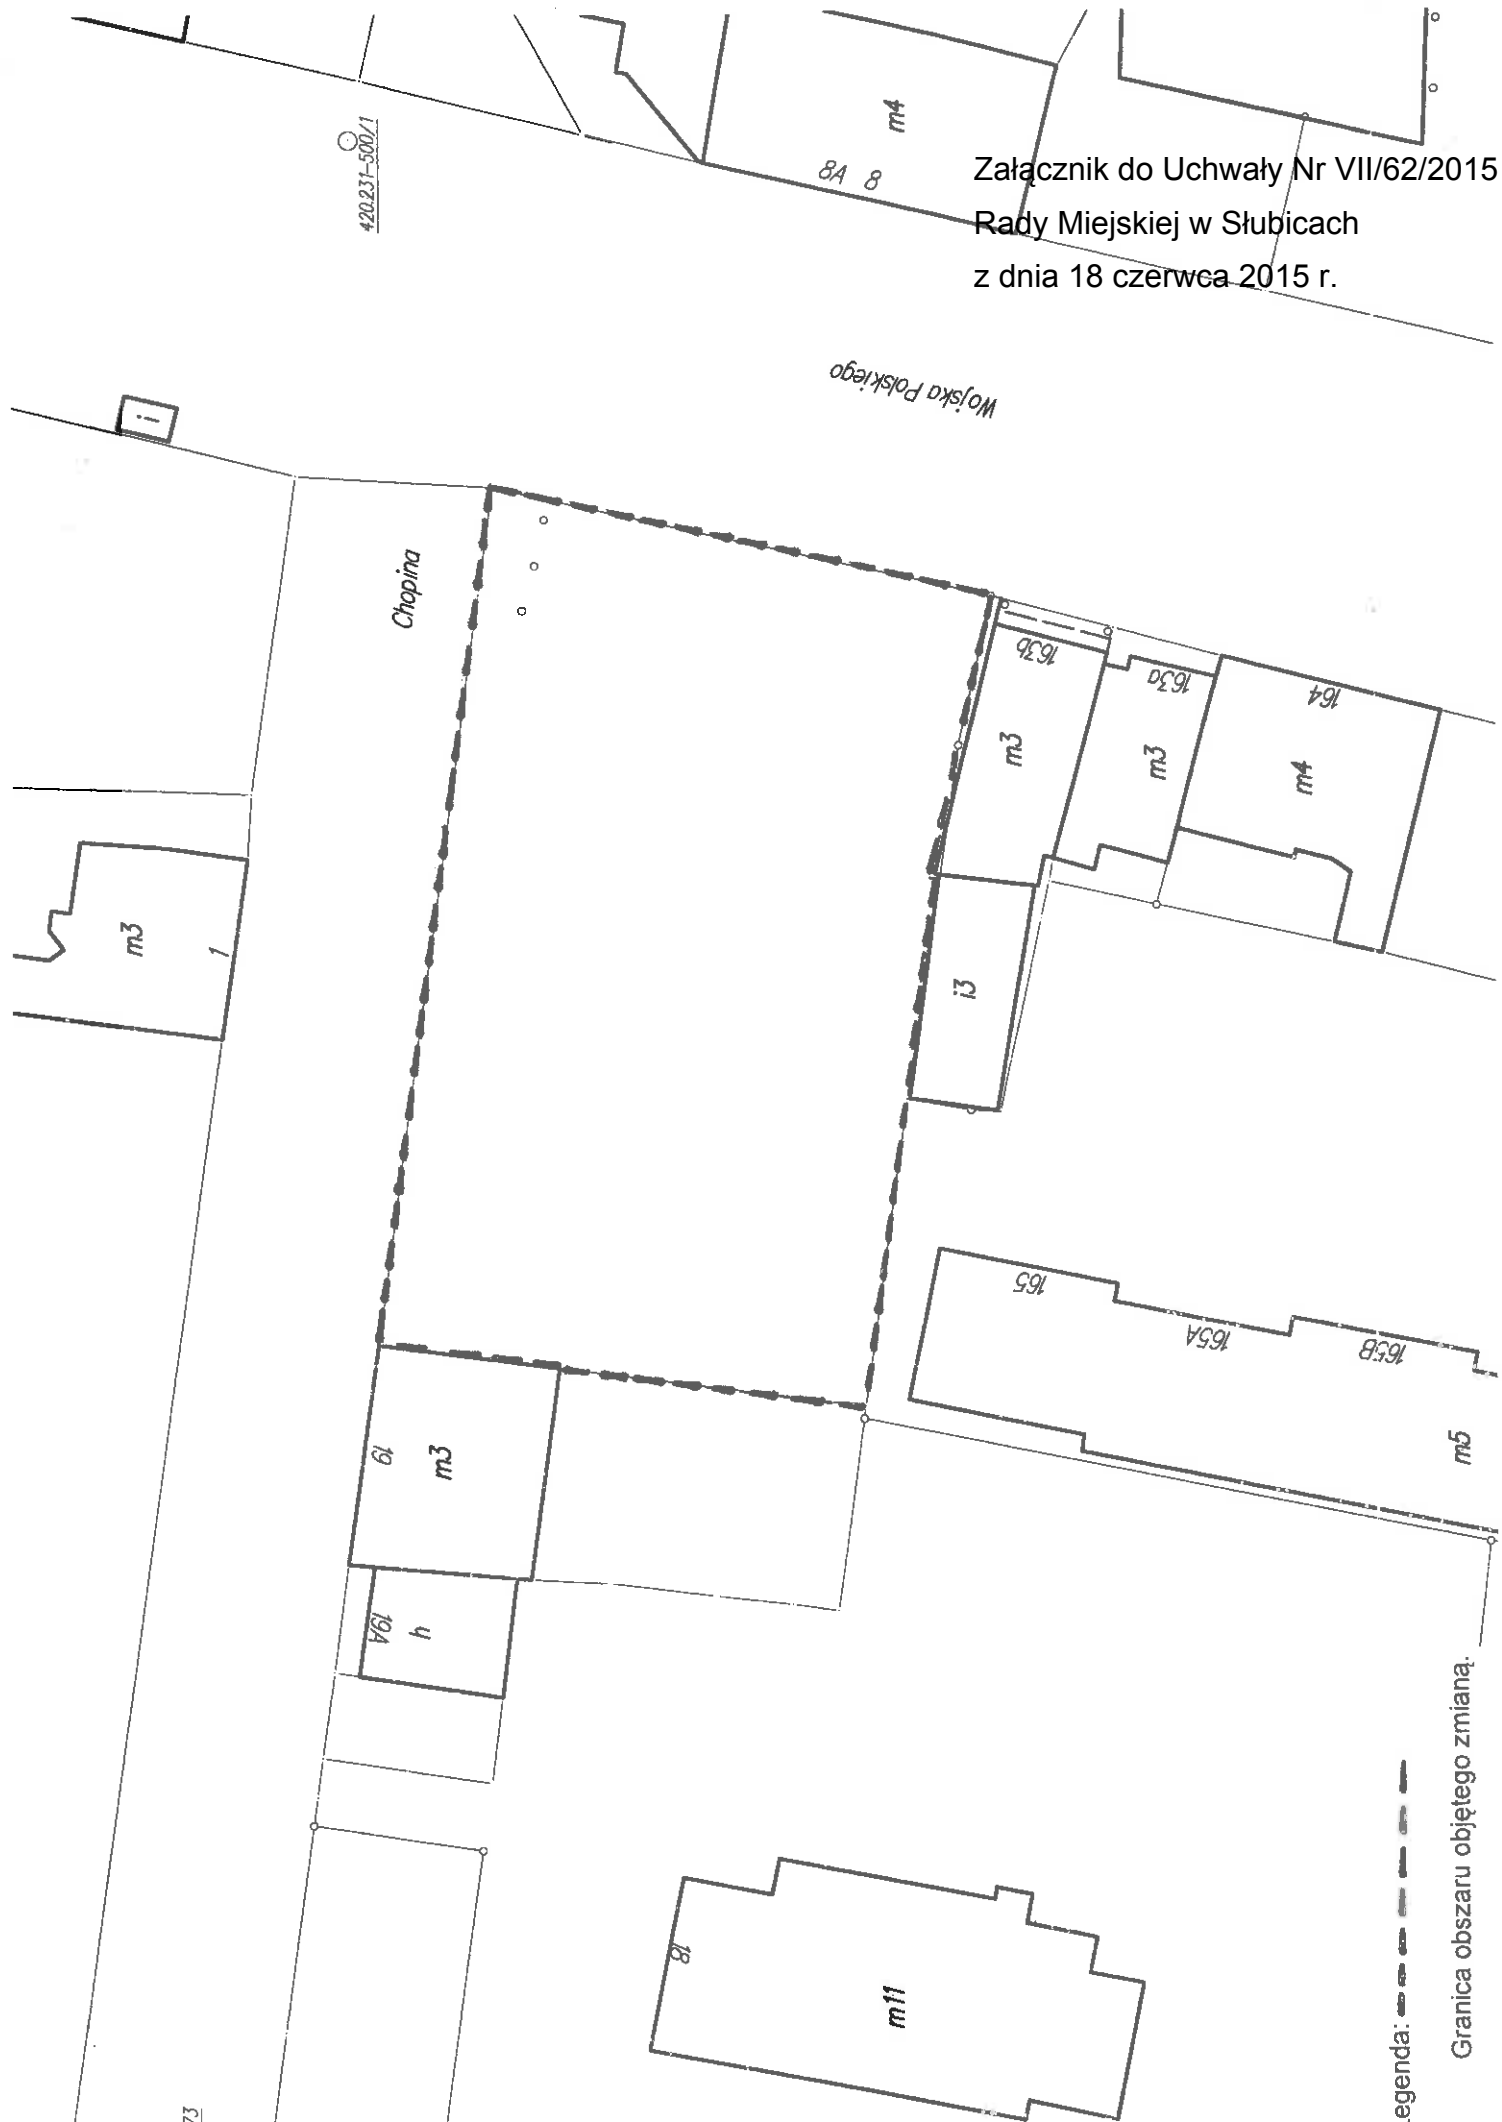 m4
8A 8
420.231-500/1
Załącznik do Uchwały Nr VII/62/2015
Rady Miejskiej w Słubicach
z dnia 18 czerwca 2015 r.
Wojska Polskiego
i
Chopina
163b
163a
164
m3
m3
m4
m3
1
i3
165
165A
165B
m5
19
m3
19A
h
18
m11
egenda:
Granica obszaru objętego zmianą.
73